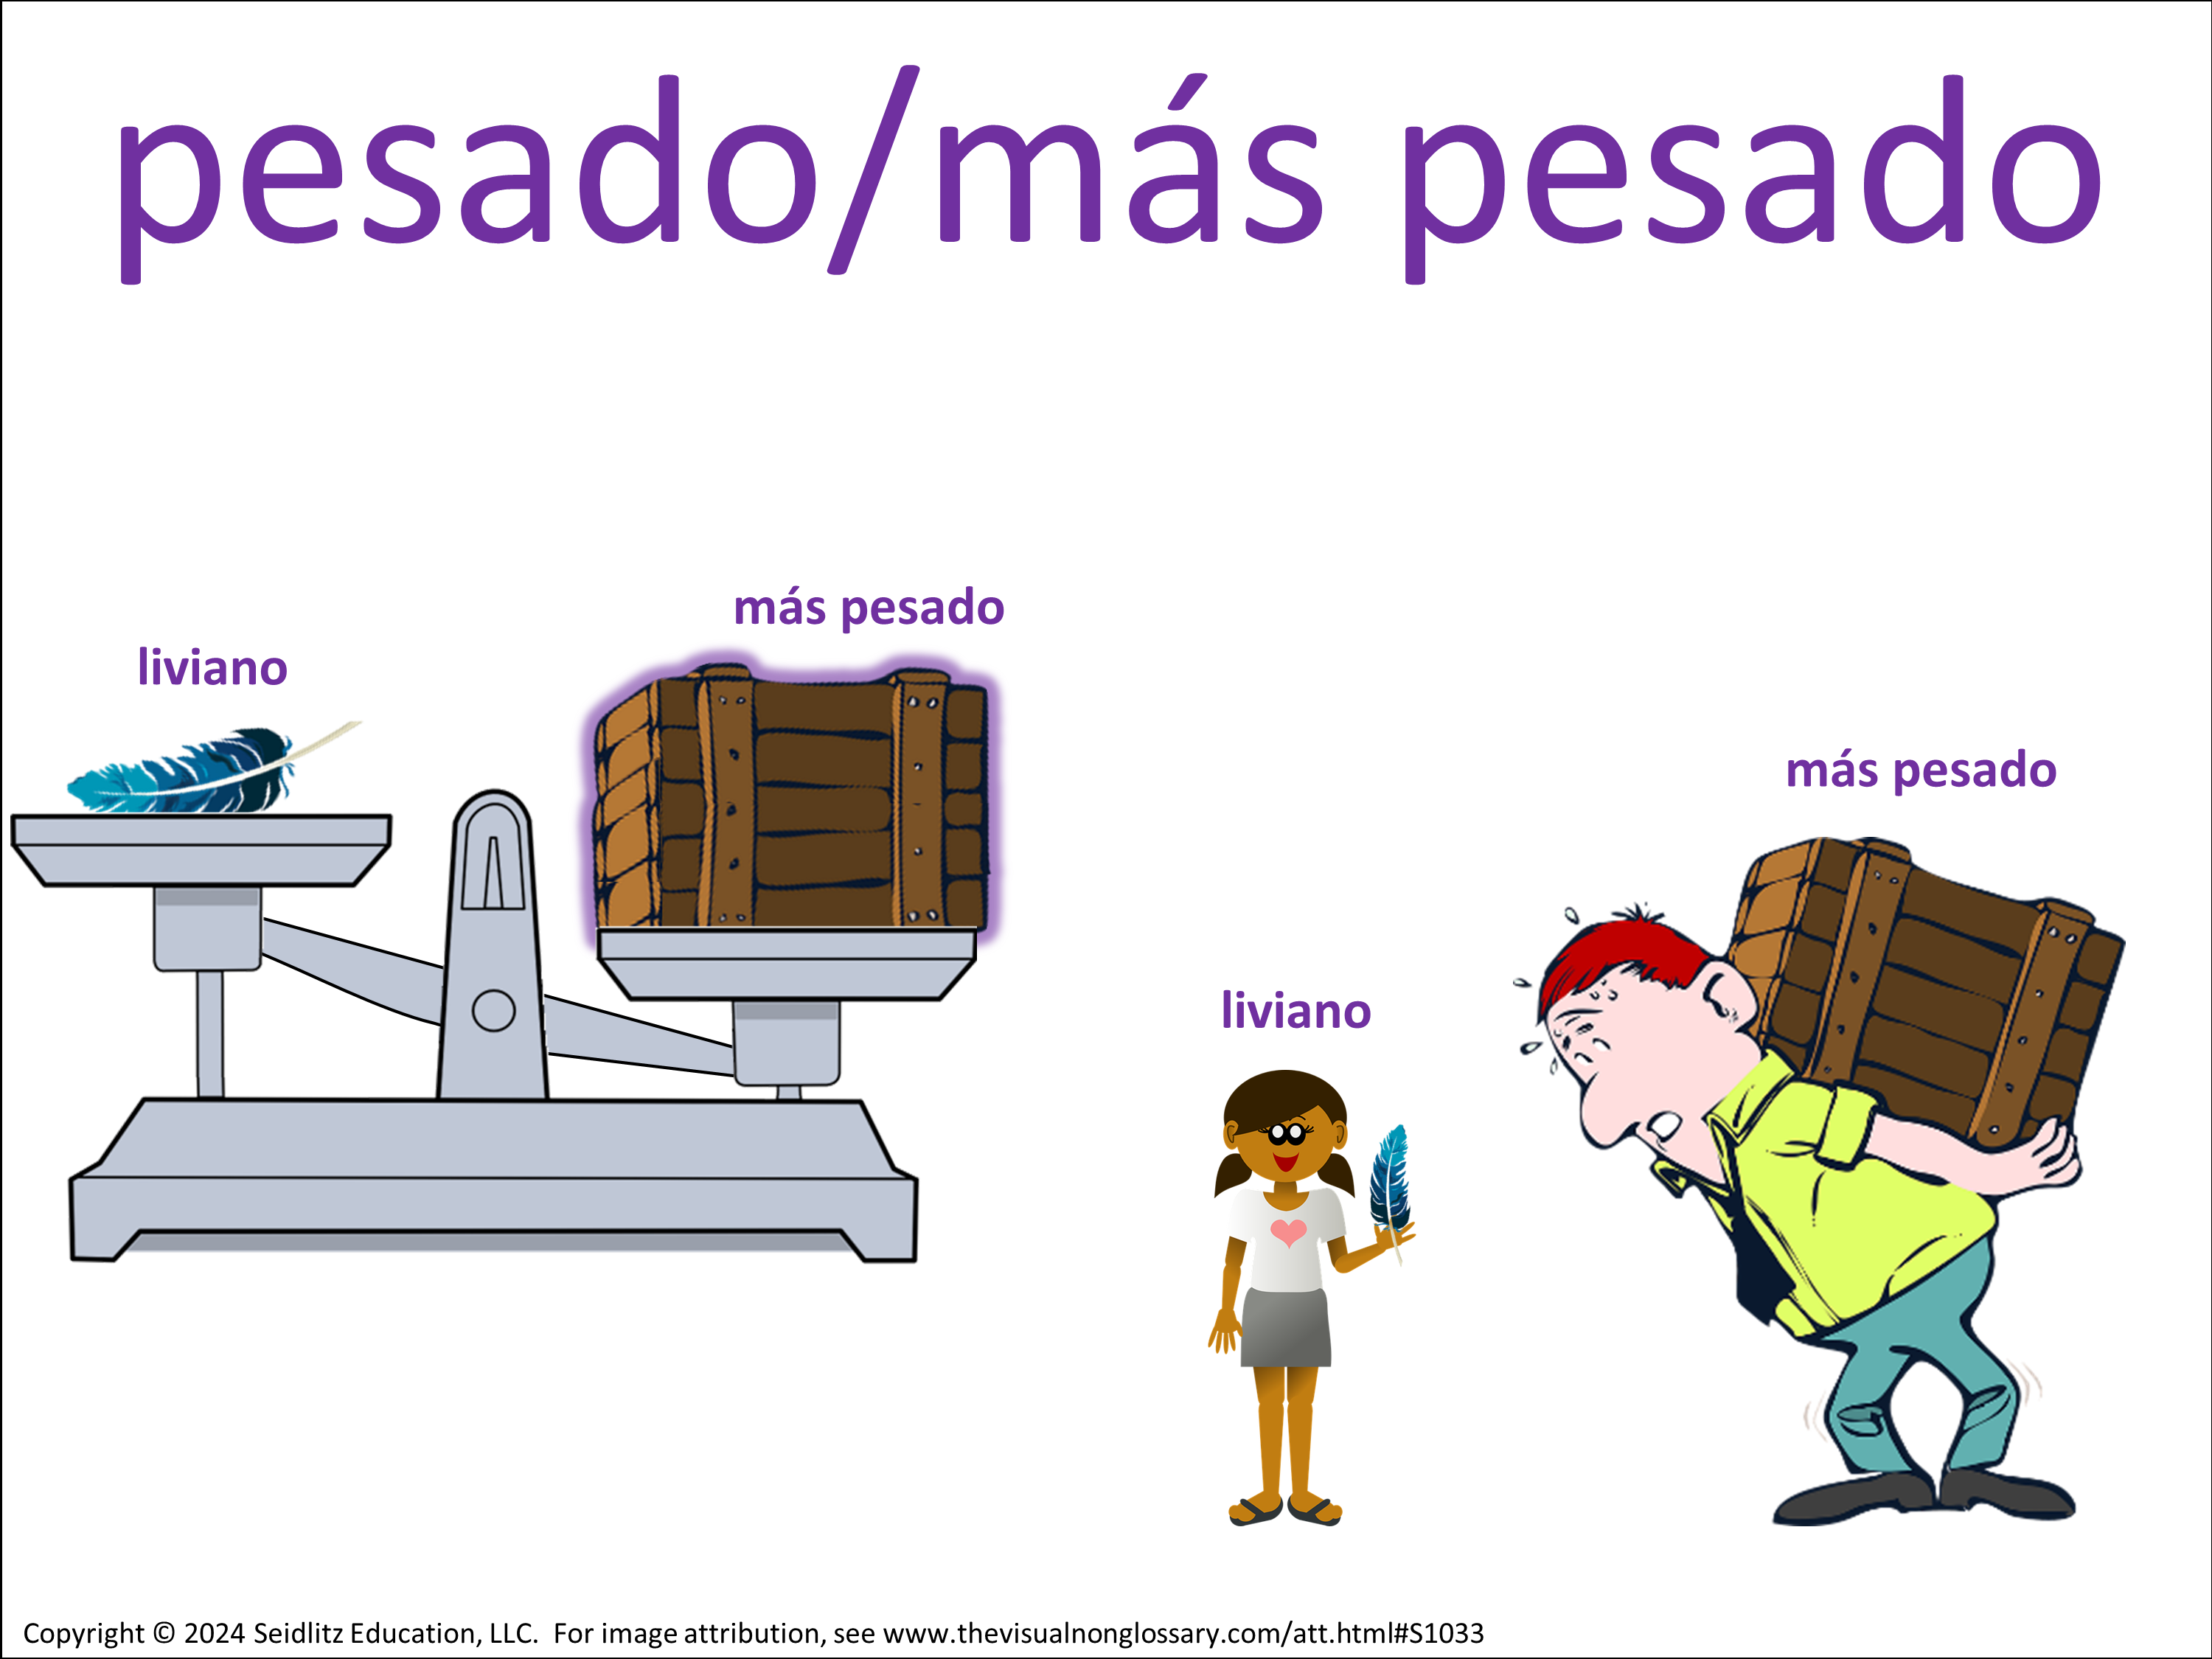 pesado/más pesado
más pesado
liviano
más pesado
liviano
Copyright © 2024 Seidlitz Education, LLC.  For image attribution, see www.thevisualnonglossary.com/att.html#S1033